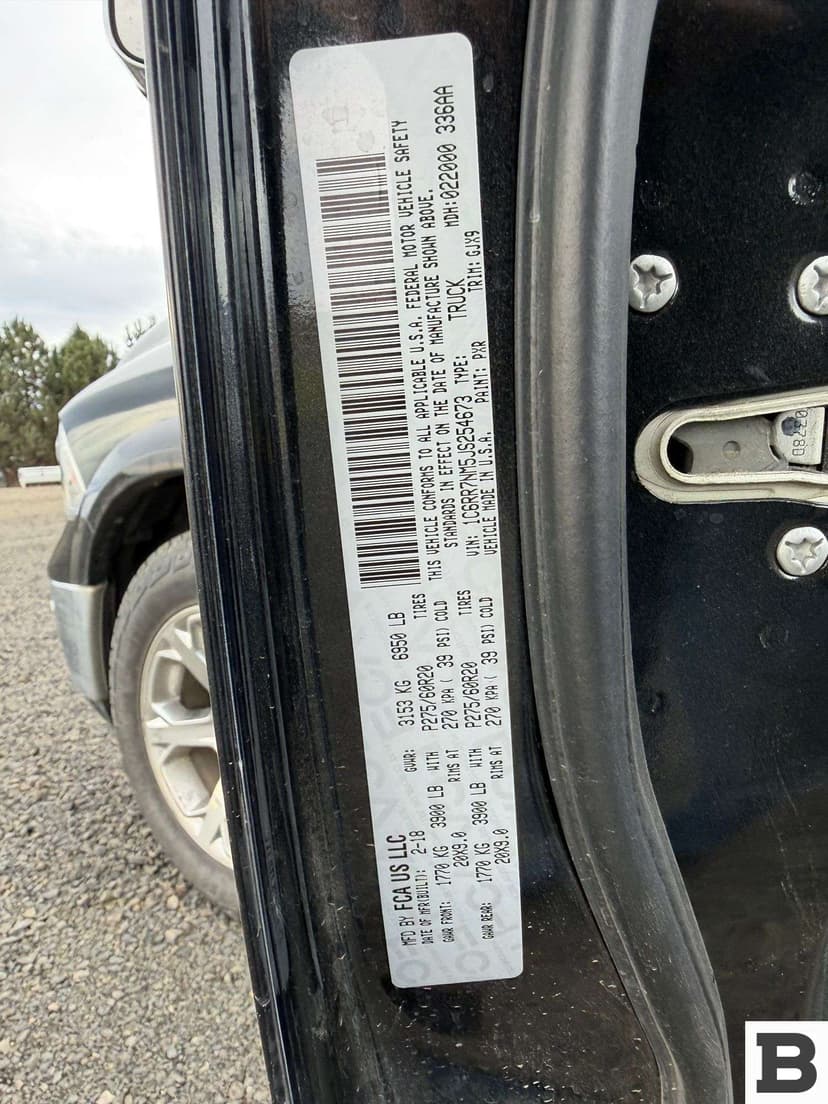 MFD BY FCA US LLC
DATE OF MFR(BUILT): 2-18 GVWR: 3153 KG 6950 LB
GAWR FRONT: 1770 KG 3900 LB WITH P275/60R20 TIRES
20X9.0 RIMS AT 270 KPA( 39 PSI) COLD
GAWR REAR: 1770 KG 3900 LB WITH P275/60R20 TIRES
20X9.0 RIMS AT 270 KPA( 39 PSI) COLD
THIS VEHICLE CONFORMS TO ALL APPLICABLE U.S.A. FEDERAL MOTOR VEHICLE SAFETY
STANDARDS IN EFFECT ON THE DATE OF MANUFACTURE SHOWN ABOVE.
VIN: 1C6RR7NM5JS254673 TYPE: TRUCK MDH:022000 336AA
VEHICLE MADE IN U.S.A. PAINT: PXR TRIM: GJX9
B